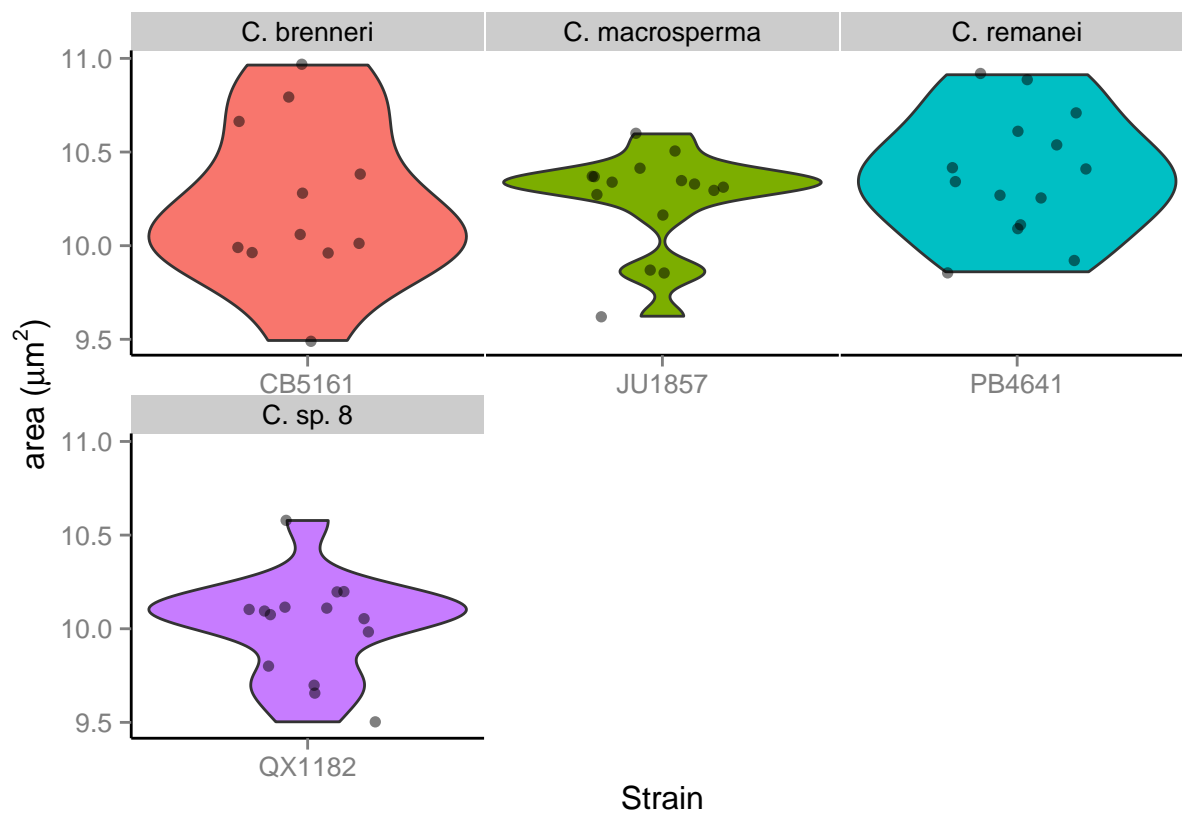 C. brenneri C. macrosperma C. remanei
11.0
10.5
10.0
9.5
CB5161 JU1857 PB4641
area (μm²)
C. sp. 8
11.0
10.5
10.0
9.5
QX1182
Strain